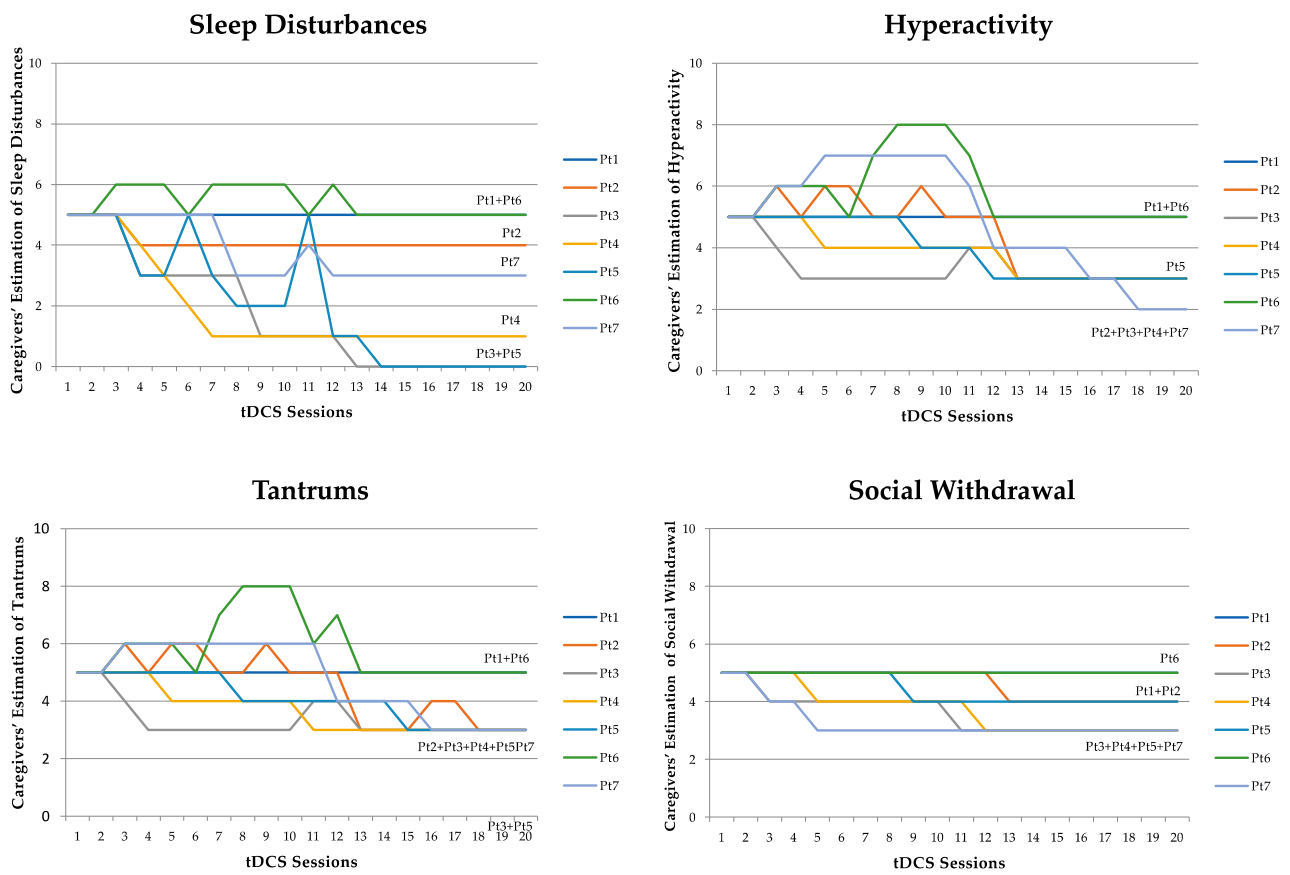 Sleep Disturbances
Caregivers' Estimation of Sleep Disturbances
10
8
6
4
2
0
Pt1+Pt6
Pt2
Pt7
Pt4
Pt3+Pt5
1 2 3 4 5 6 7 8 9 10 11 12 13 14 15 16 17 18 19 20
tDCS Sessions
Pt1
Pt2
Pt3
Pt4
Pt5
Pt6
Pt7
Hyperactivity
Caregivers' Estimation of Hyperactivity
10
8
6
4
2
0
Pt1+Pt6
Pt5
Pt2+Pt3+Pt4+Pt7
1 2 3 4 5 6 7 8 9 10 11 12 13 14 15 16 17 18 19 20
tDCS Sessions
Pt1
Pt2
Pt3
Pt4
Pt5
Pt6
Pt7
Tantrums
Caregivers' Estimation of Tantrums
10
8
6
4
2
0
Pt1+Pt6
Pt2+Pt3+Pt4+Pt5Pt7
Pt3+Pt5
1 2 3 4 5 6 7 8 9 10 11 12 13 14 15 16 17 18 19 20
tDCS Sessions
Pt1
Pt2
Pt3
Pt4
Pt5
Pt6
Pt7
Social Withdrawal
Caregivers' Estimation of Social Withdrawal
10
8
6
4
2
0
Pt6
Pt1+Pt2
Pt3+Pt4+Pt5+Pt7
1 2 3 4 5 6 7 8 9 10 11 12 13 14 15 16 17 18 19 20
tDCS Sessions
Pt1
Pt2
Pt3
Pt4
Pt5
Pt6
Pt7